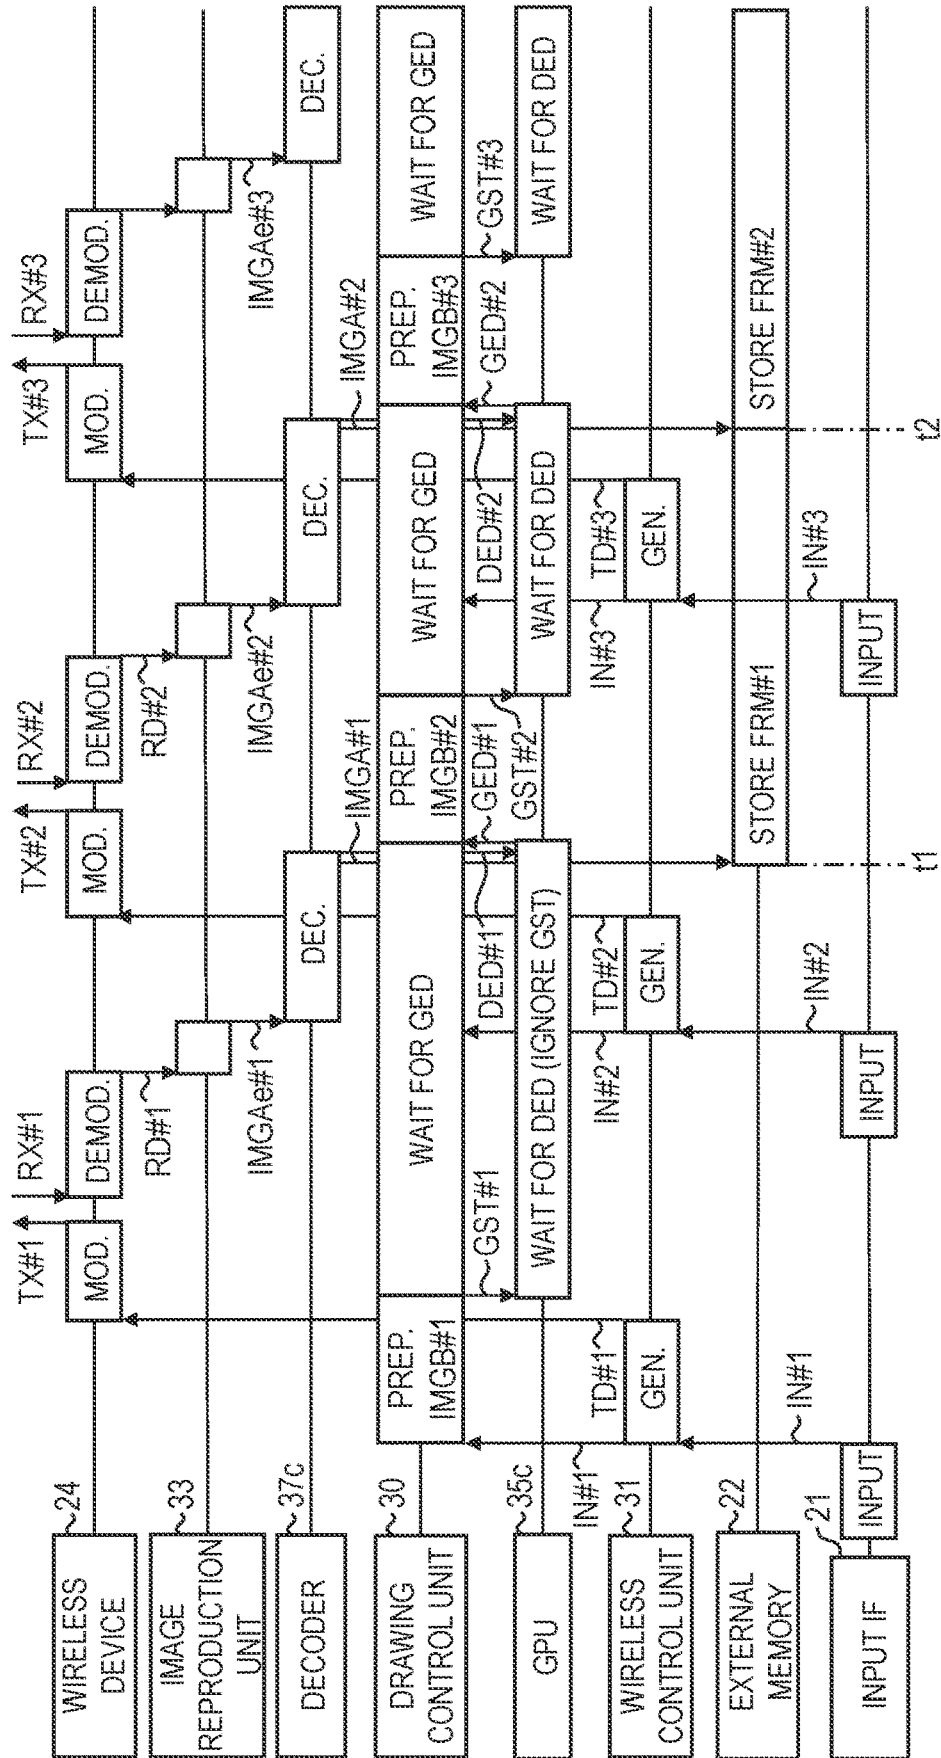 WIRELESS
DEVICE
24
MOD.
TX#1
RX#1
DEMOD.
MOD.
TX#2
RX#2
DEMOD.
MOD.
TX#3
RX#3
DEMOD.
IMAGE
REPRODUCTION
UNIT
33
RD#1
RD#2
IMGAe#1
IMGAe#2
IMGAe#3
DECODER
37c
DEC.
DEC.
DEC.
IMGA#1
IMGA#2
DRAWING
CONTROL UNIT
30
PREP.
IMGB#1
WAIT FOR GED
PREP.
IMGB#2
WAIT FOR GED
PREP.
IMGB#3
WAIT FOR GED
GST#1
DED#1
GED#1
GST#2
DED#2
GED#2
GST#3
GPU
35c
WAIT FOR DED (IGNORE GST)
WAIT FOR DED
WAIT FOR DED
IN#1
TD#1
IN#2
TD#2
IN#3
TD#3
WIRELESS
CONTROL UNIT
31
GEN.
GEN.
GEN.
EXTERNAL
MEMORY
22
STORE FRM#1
STORE FRM#2
IN#1
IN#2
IN#3
INPUT IF
21
INPUT
INPUT
INPUT
t1
t2